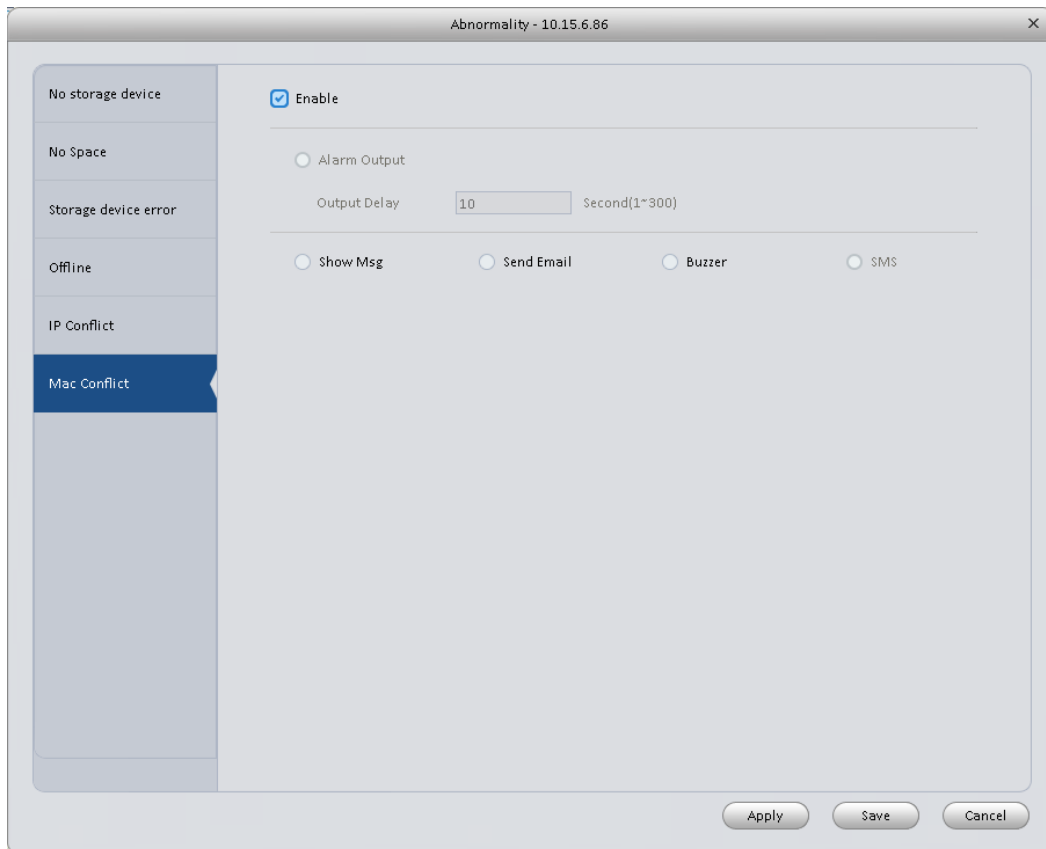 Abnormality - 10.15.6.86
No storage device
No Space
Storage device error
Offline
IP Conflict
Mac Conflict
Enable
Alarm Output
Output Delay 10 Second(1~300)
Show Msg Send Email Buzzer SMS
Apply Save Cancel